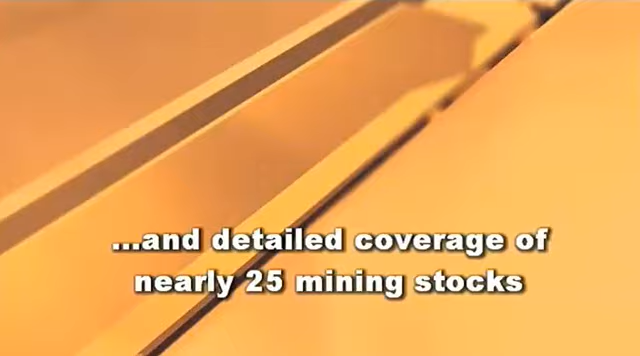 ...and detailed coverage of
nearly 25 mining stocks